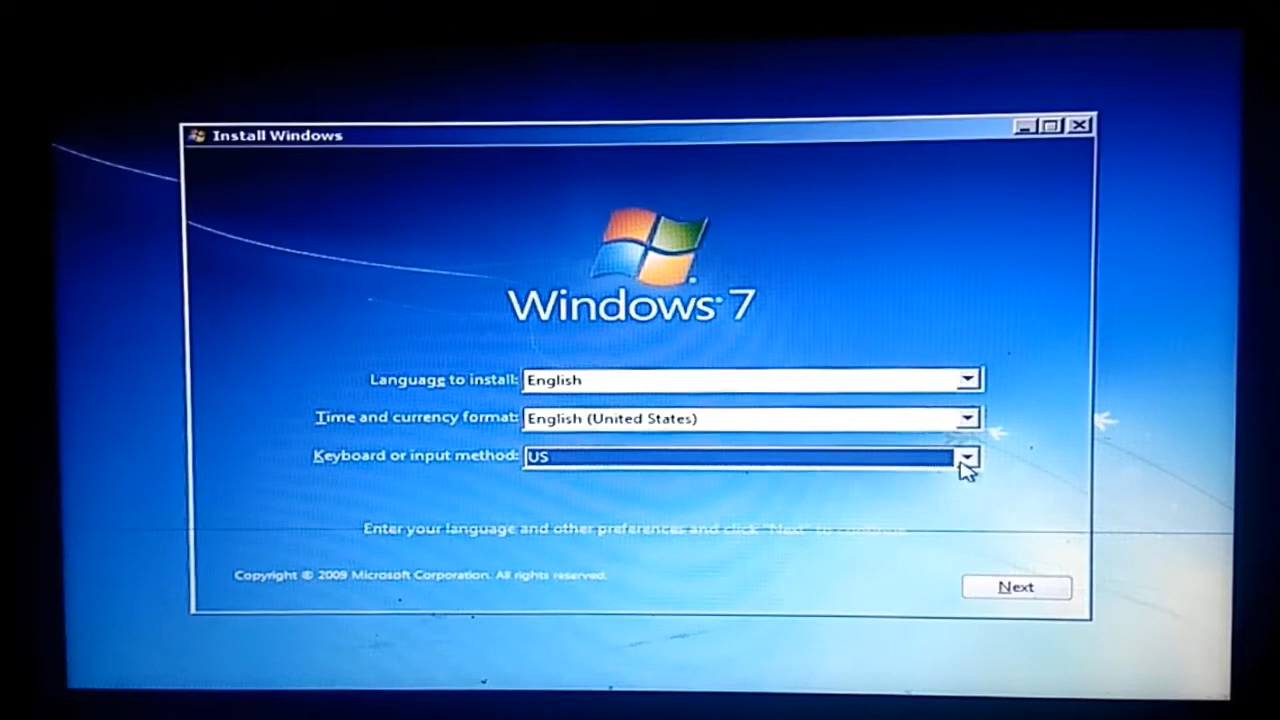 Install Windows
Windows 7
Language to install: English
Time and currency format: English (United States)
Keyboard or input method: US
Enter your language and other preferences and click "Next" to continue.
Copyright © 2009 Microsoft Corporation. All rights reserved.
Next